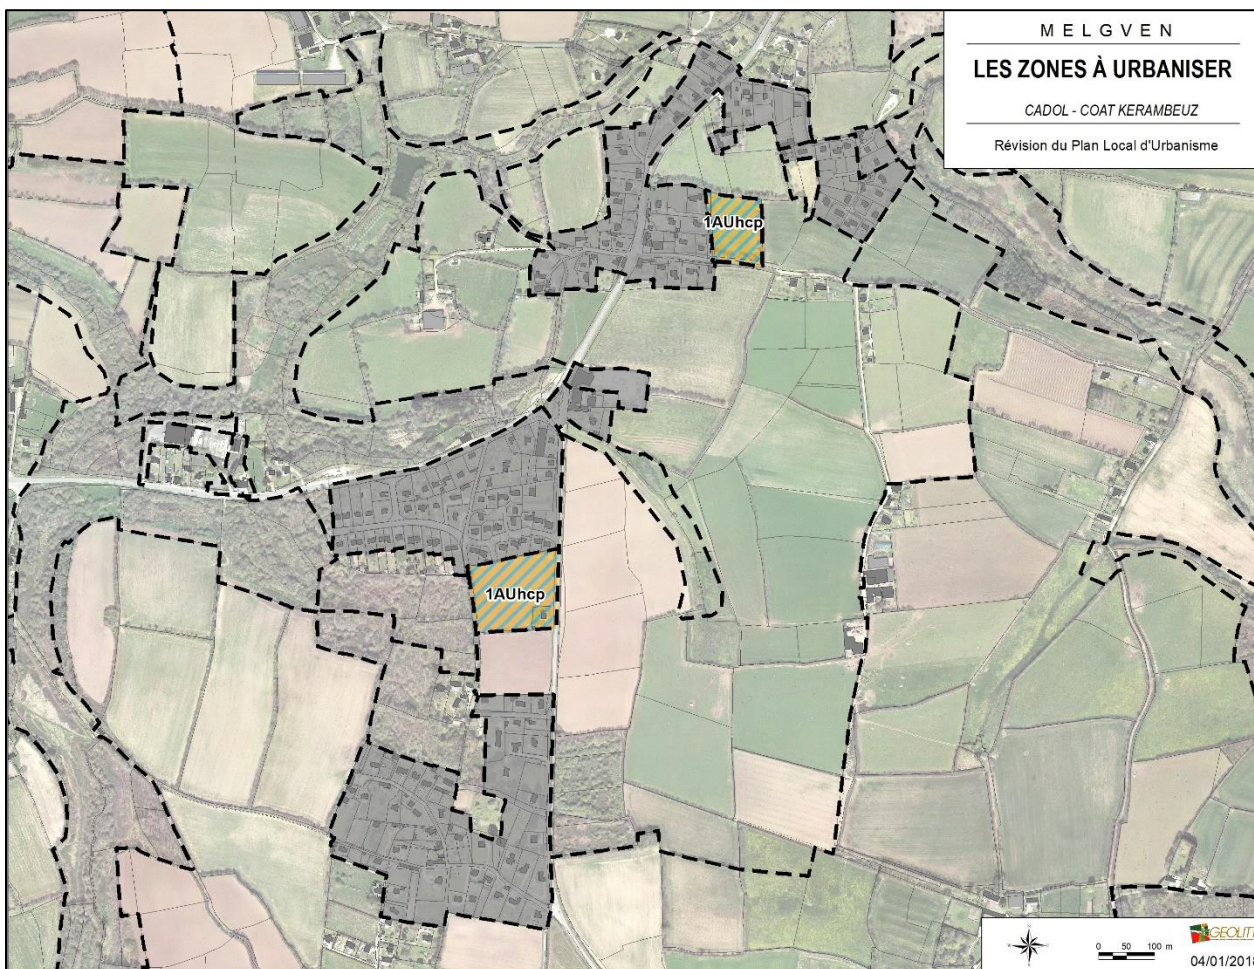 MELGVEN
LES ZONES À URBANISER
CADOL - COAT KERAMBEUZ
Révision du Plan Local d'Urbanisme
1AUhcp
1AUhcp
0 50 100 m
GEOLITT
04/01/2018